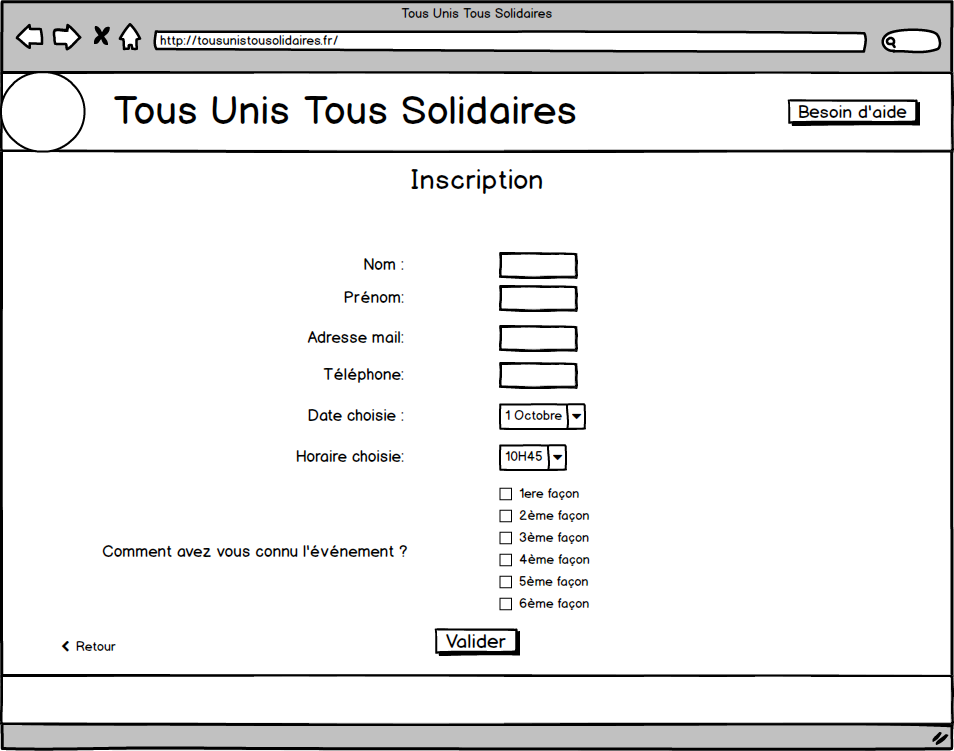 Tous Unis Tous Solidaires
http://tousunistousolidaires.fr/
Tous Unis Tous Solidaires
Besoin d'aide
Inscription
Nom :
Prénom:
Adresse mail:
Téléphone:
Date choisie : 1 Octobre
Horaire choisie: 10H45
1ere façon
2ème façon
3ème façon
Comment avez vous connu l'événement ?
4ème façon
5ème façon
6ème façon
Valider
Retour